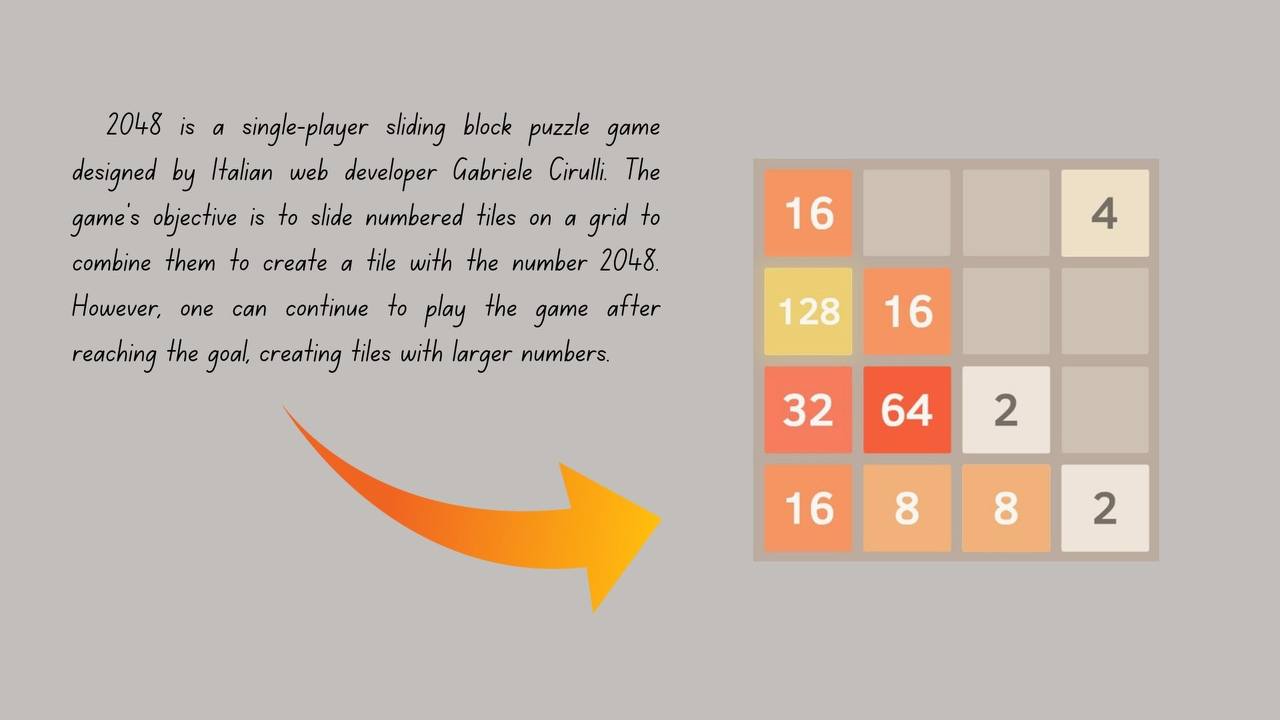 2048 is a single-player sliding block puzzle game
designed by Italian web developer Gabriele Cirulli. The
game's objective is to slide numbered tiles on a grid to
combine them to create a tile with the number 2048.
However, one can continue to play the game after
reaching the goal, creating tiles with larger numbers.
16 4
128 16
32 64 2
16 8 8 2